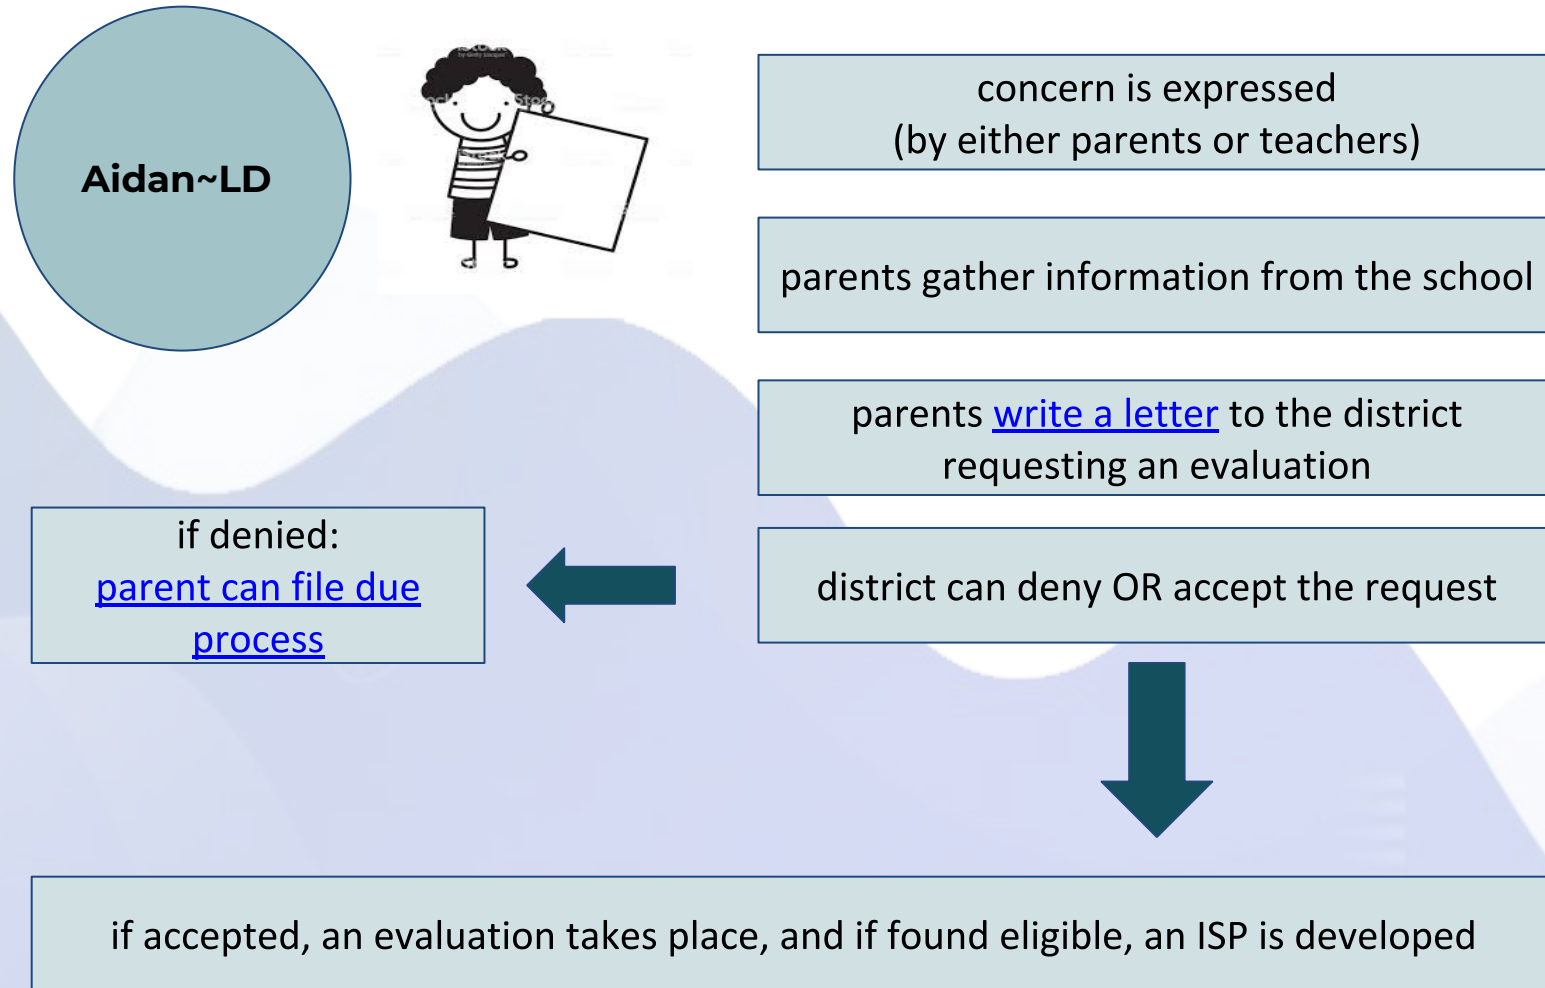 Aidan~LD
concern is expressed
(by either parents or teachers)
parents gather information from the school
parents write a letter to the district
requesting an evaluation
district can deny OR accept the request
if denied:
parent can file due
process
if accepted, an evaluation takes place, and if found eligible, an ISP is developed